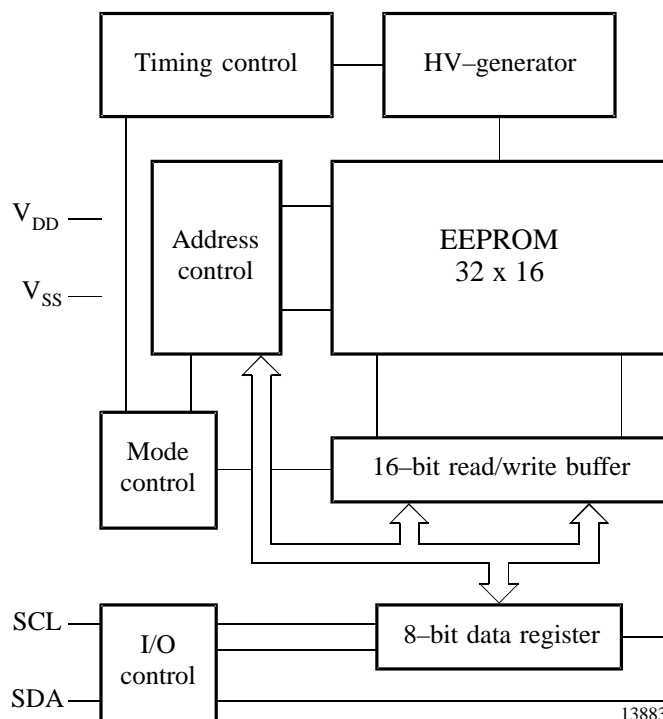 Timing control
HV–generator
V_DD
V_SS
Address
control
EEPROM
32 x 16
Mode
control
16–bit read/write buffer
SCL
I/O
control
8–bit data register
SDA
13883